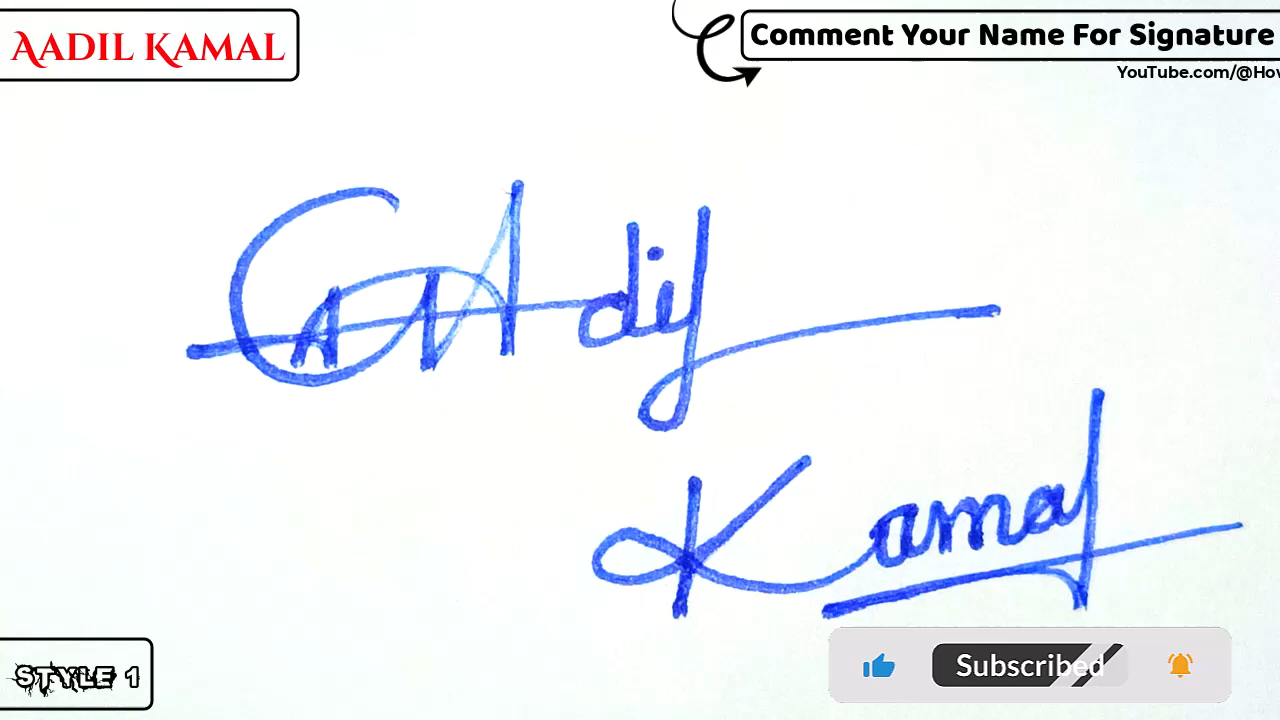 AADIL KAMAL
Comment Your Name For Signature
YouTube.com/@Hov
Aadil
Kamal
STYLE 1
Subscribed